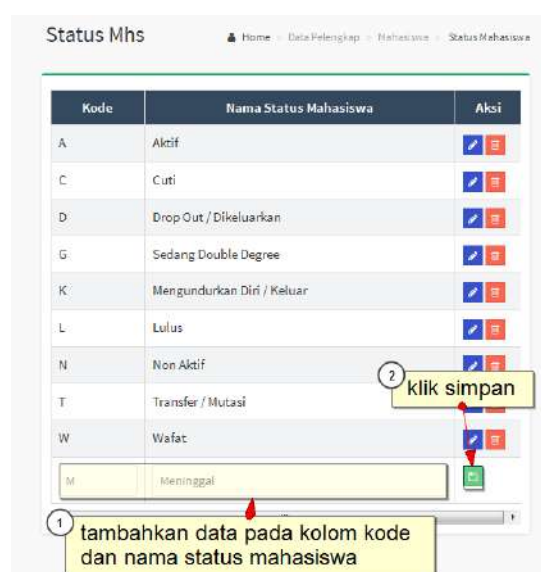 Status Mhs
Home > Data Pelengkap > Mahasiswa > Status Mahasiswa
Kode Nama Status Mahasiswa Aksi
A Aktif
C Cuti
D Drop Out / Dikeluarkan
G Sedang Double Degree
K Mengundurkan Diri / Keluar
L Lulus
N Non Aktif
2 klik simpan
T Transfer / Mutasi
W Wafat
M Meninggal
1 tambahkan data pada kolom kode
dan nama status mahasiswa